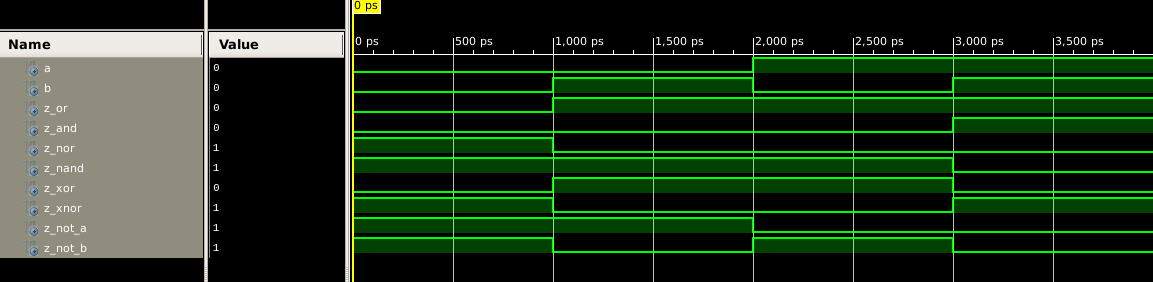 0 ps
Name Value
0 ps 500 ps 1,000 ps 1,500 ps 2,000 ps 2,500 ps 3,000 ps 3,500 ps
a 0
b 0
z_or 0
z_and 0
z_nor 1
z_nand 1
z_xor 0
z_xnor 1
z_not_a 1
z_not_b 1